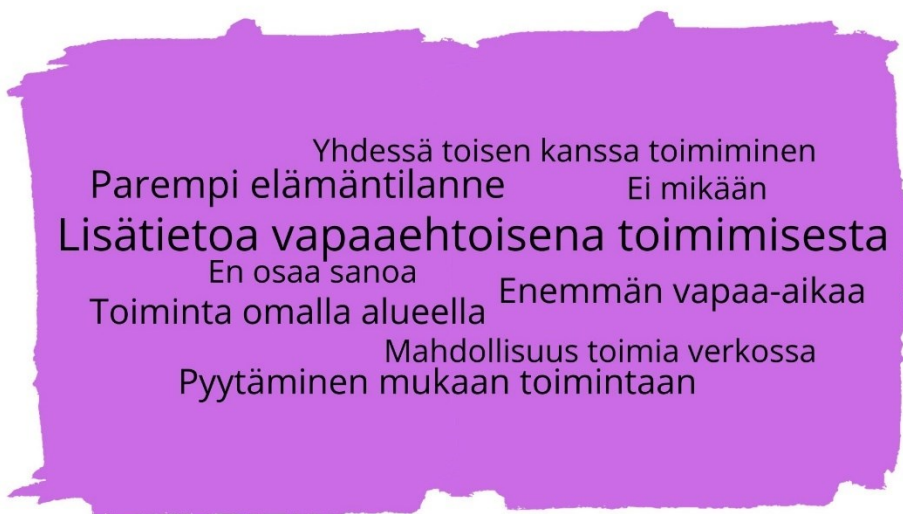 Yhdessä toisen kanssa toimiminen
Parempi elämäntilanne
Ei mikään
Lisätietoa vapaaehtoisena toimimisesta
En osaa sanoa
Enemmän vapaa-aikaa
Toiminta omalla alueella
Mahdollisuus toimia verkossa
Pyytäminen mukaan toimintaan